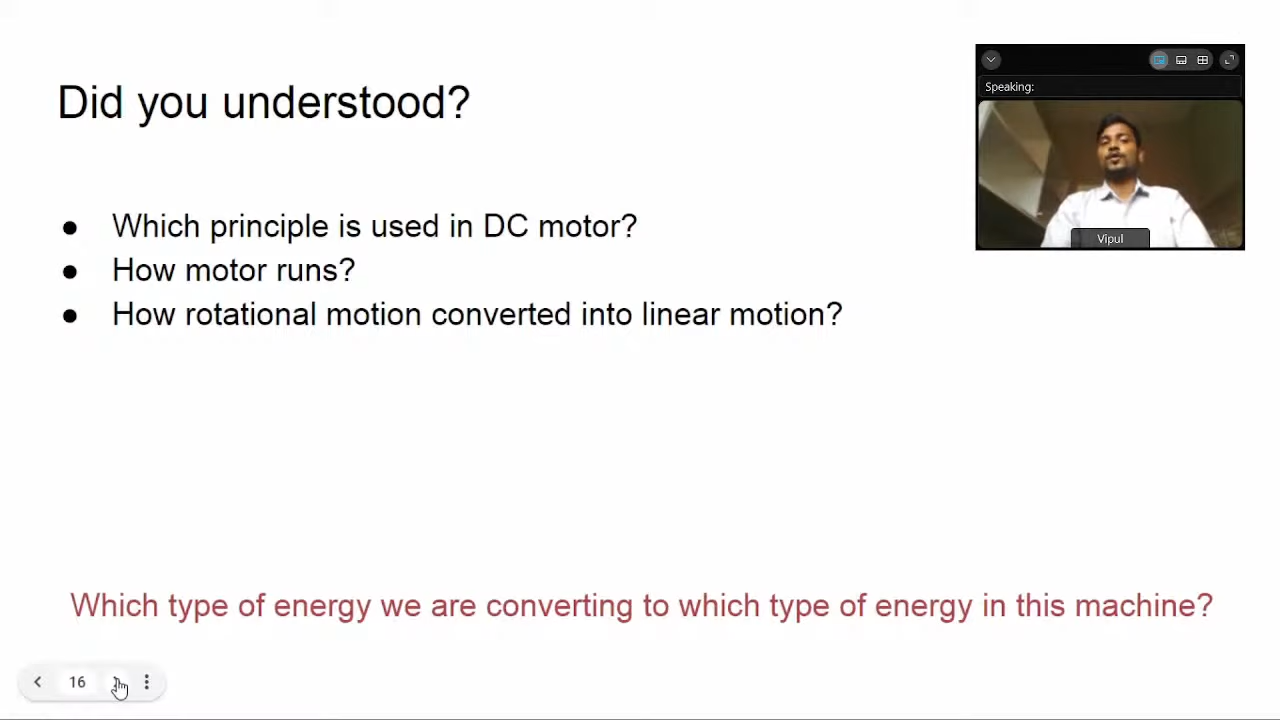 Did you understood?
Speaking:
Vipul
● Which principle is used in DC motor?
● How motor runs?
● How rotational motion converted into linear motion?
Which type of energy we are converting to which type of energy in this machine?
16